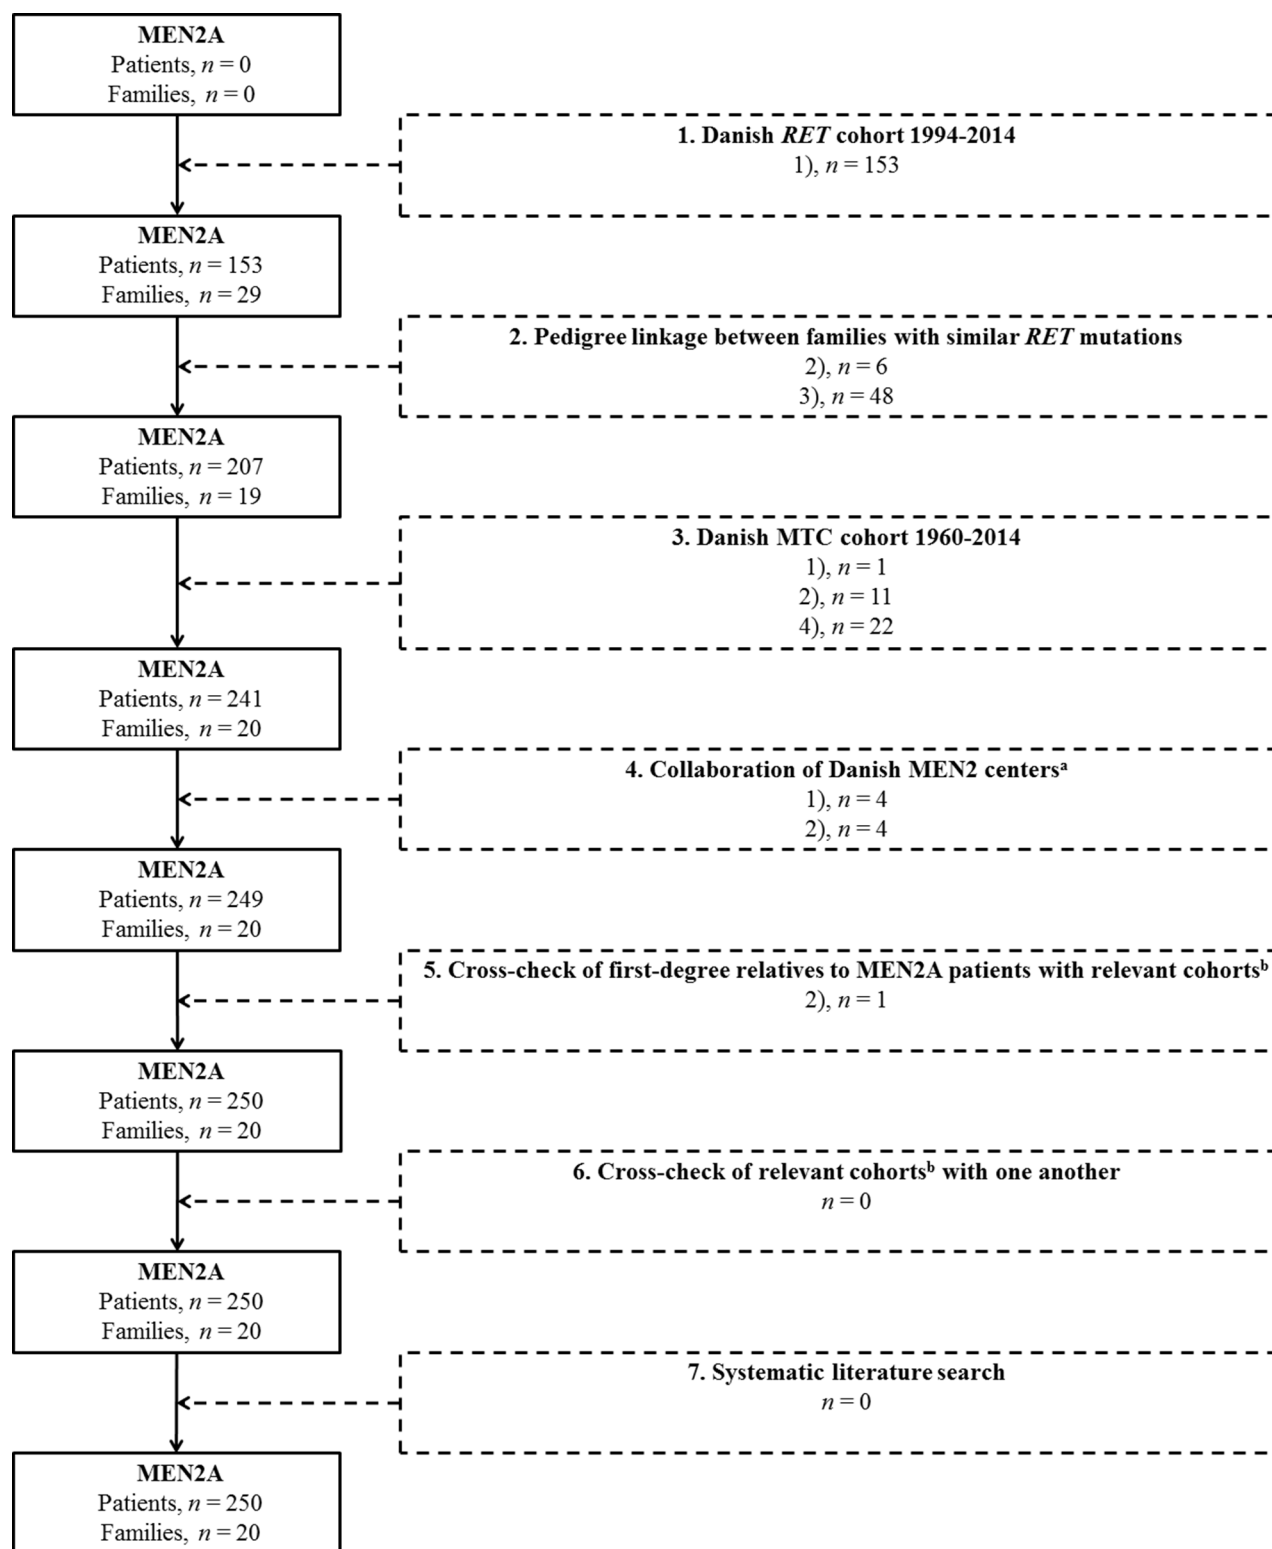 MEN2A
Patients, n = 0
Families, n = 0
1. Danish RET cohort 1994-2014
1), n = 153
MEN2A
Patients, n = 153
Families, n = 29
2. Pedigree linkage between families with similar RET mutations
2), n = 6
3), n = 48
MEN2A
Patients, n = 207
Families, n = 19
3. Danish MTC cohort 1960-2014
1), n = 1
2), n = 11
4), n = 22
MEN2A
Patients, n = 241
Families, n = 20
4. Collaboration of Danish MEN2 centersᵃ
1), n = 4
2), n = 4
MEN2A
Patients, n = 249
Families, n = 20
5. Cross-check of first-degree relatives to MEN2A patients with relevant cohortsᵇ
2), n = 1
MEN2A
Patients, n = 250
Families, n = 20
6. Cross-check of relevant cohortsᵇ with one another
n = 0
MEN2A
Patients, n = 250
Families, n = 20
7. Systematic literature search
n = 0
MEN2A
Patients, n = 250
Families, n = 20